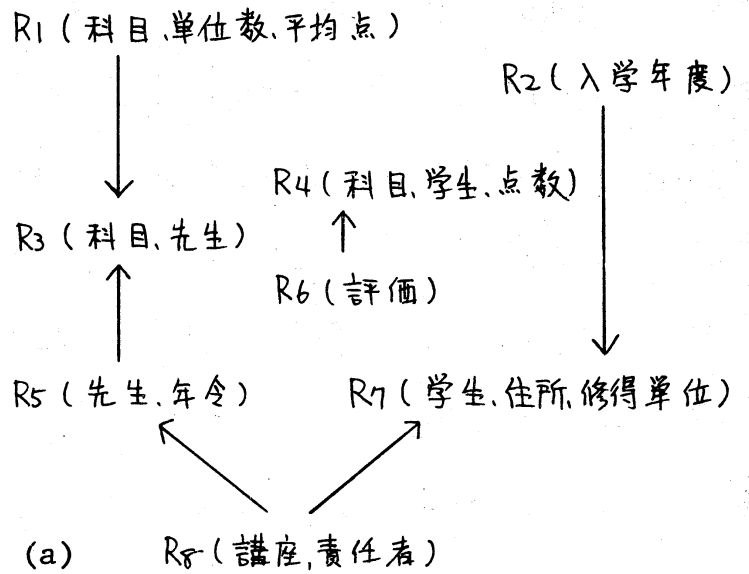 R1(科目、単位数、平均点)
R2(入学年度)
R4(科目、学生、点数)
R3(科目、先生)
R6(評価)
R5(先生、年令)
R7(学生、住所、修得単位)
(a) R8(講座、責任者)